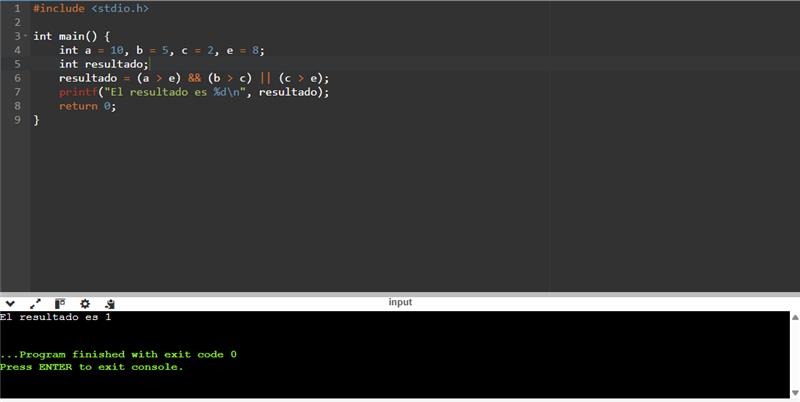 1 #include <stdio.h>
2
3 int main() {
4 int a = 10, b = 5, c = 2, e = 8;
5 int resultado;
6 resultado = (a > e) && (b > c) || (c > e);
7 printf("El resultado es %d\n", resultado);
8 return 0;
9 }
input
El resultado es 1
...Program finished with exit code 0
Press ENTER to exit console.